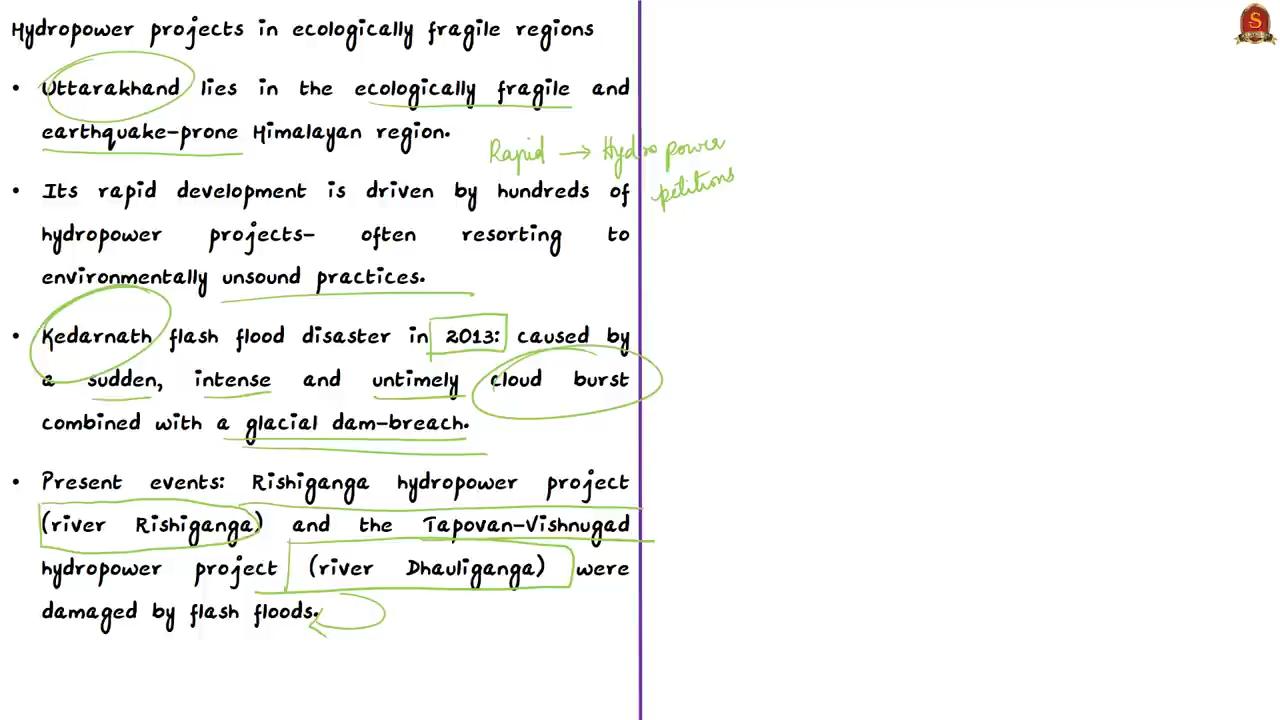 Hydropower projects in ecologically fragile regions
• Uttarakhand lies in the ecologically fragile and
earthquake-prone Himalayan region.
Rapid → Hydropower
petitions
• Its rapid development is driven by hundreds of
hydropower projects- often resorting to
environmentally unsound practices.
• Kedarnath flash flood disaster in 2013: caused by
a sudden, intense and untimely cloud burst
combined with a glacial dam-breach.
• Present events: Rishiganga hydropower project
(river Rishiganga) and the Tapovan-Vishnugad
hydropower project (river Dhauliganga) were
damaged by flash floods.
S